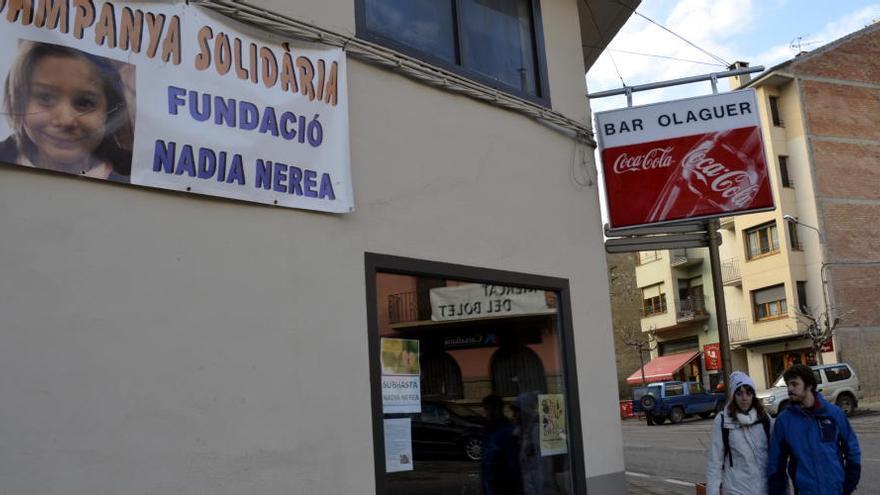 CAMPANYA SOLIDÀRIA
FUNDACIÓ
NADIA NEREA
BAR OLAGUER
Coca-Cola
Coca-Cola
MERCAT
DEL BOLET
SUBHASTA
NADIA NEREA